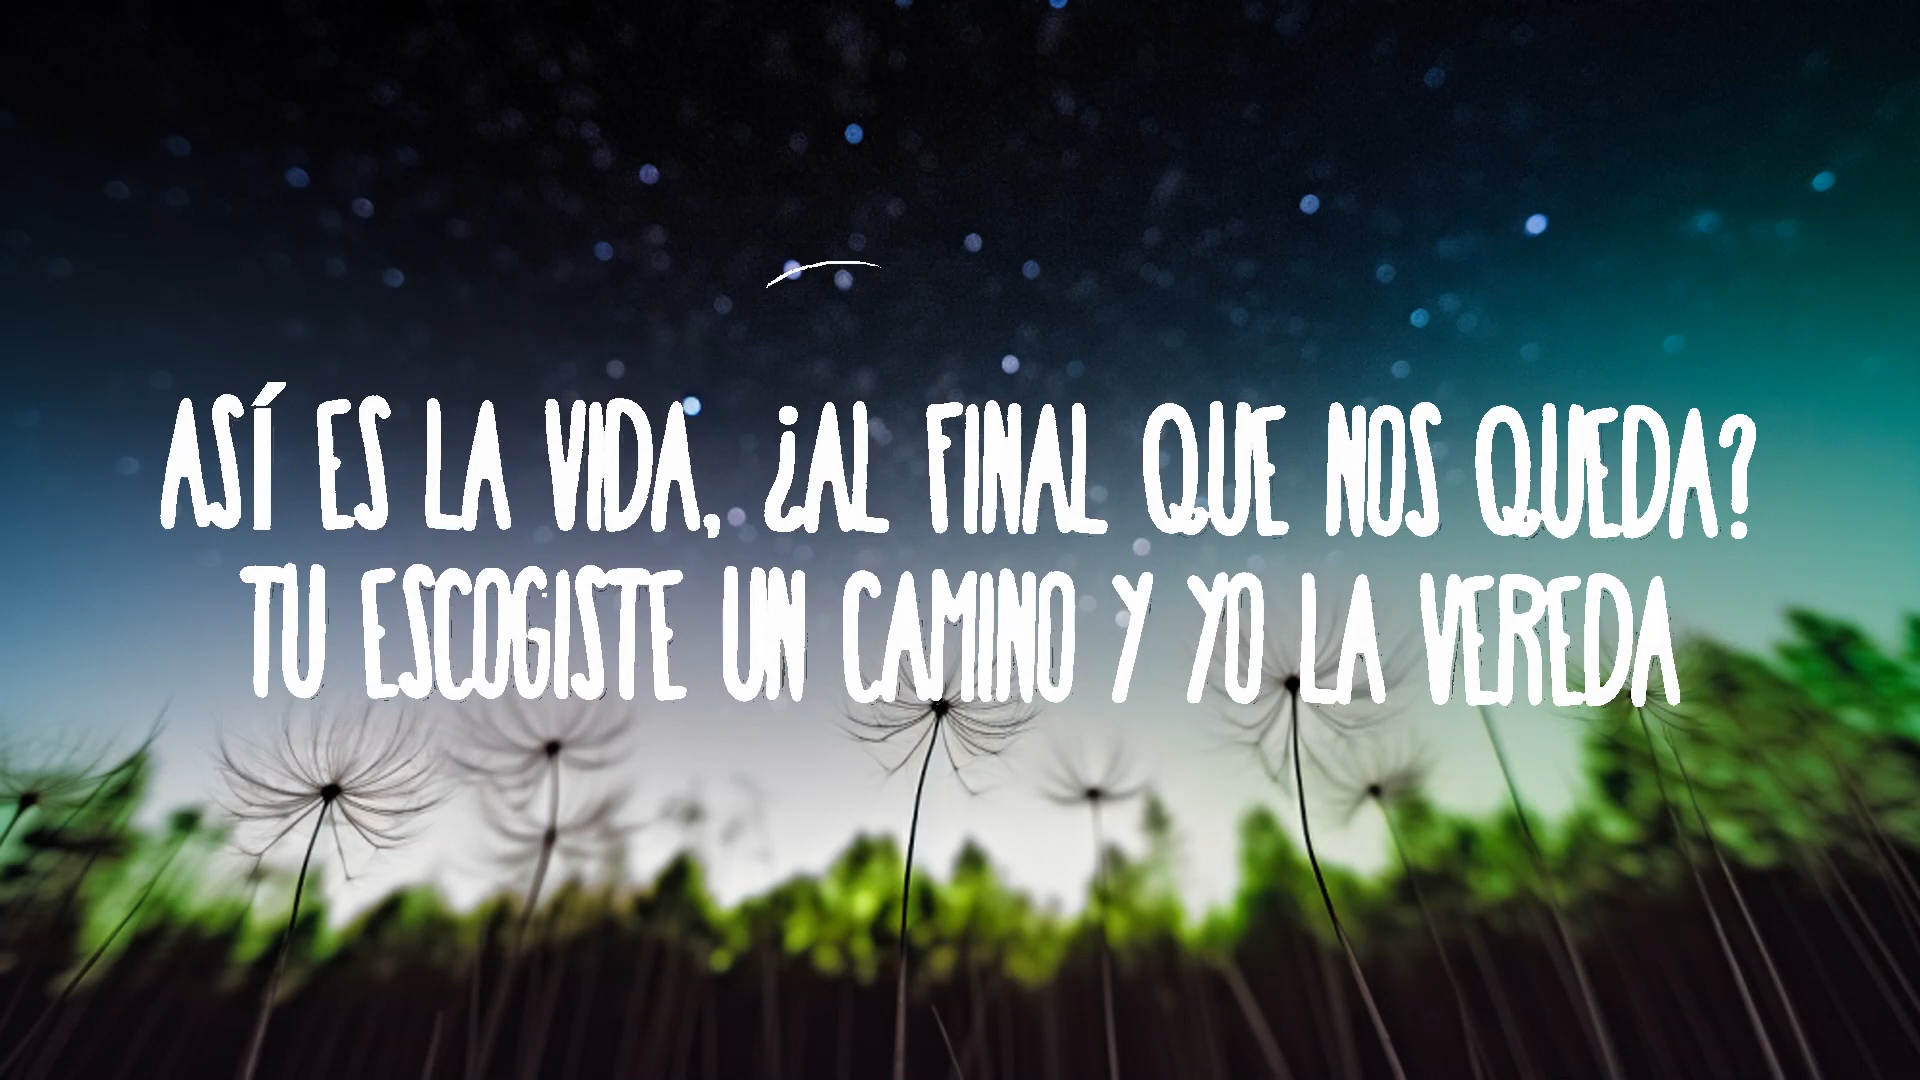 ASÍ ES LA VIDA, ¿AL FINAL QUE NOS QUEDA?
TU ESCOGISTE UN CAMINO Y YO LA VEREDA